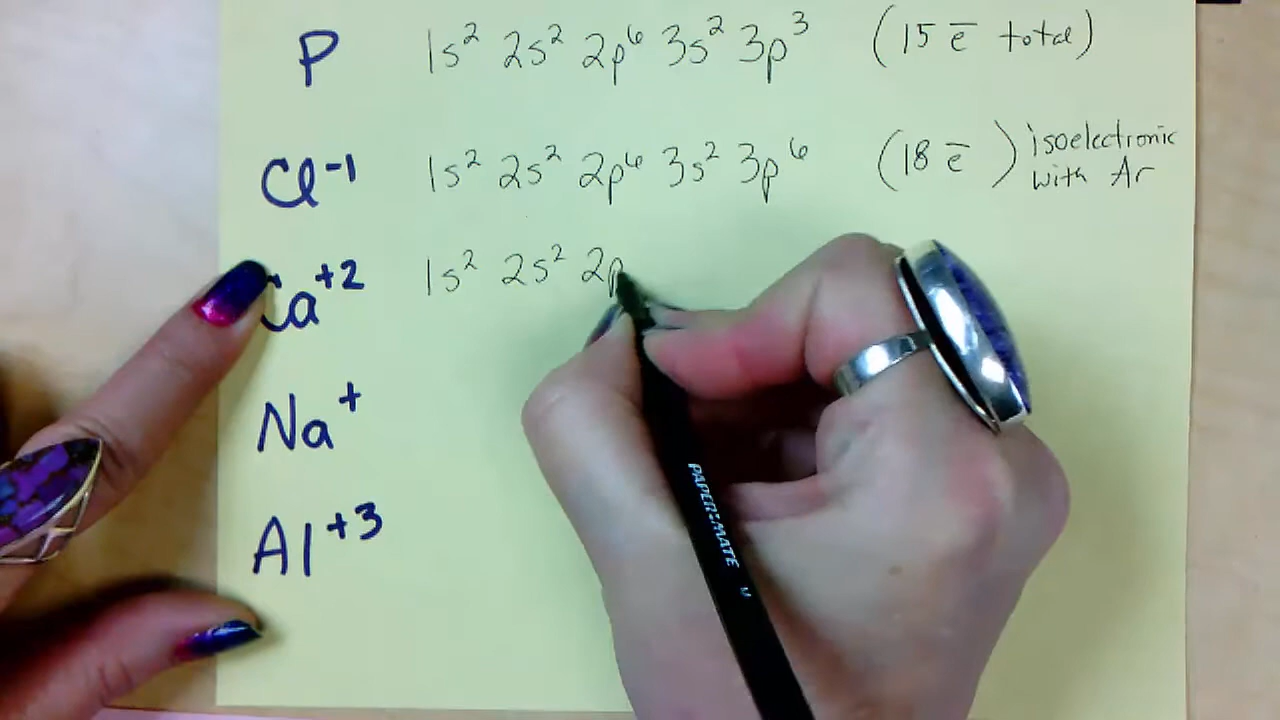 P 1s² 2s² 2p⁶ 3s² 3p³ (15 e̅ total)
Cl⁻¹ 1s² 2s² 2p⁶ 3s² 3p⁶ (18 e̅ ) isoelectronic
with Ar
Ca⁺² 1s² 2s² 2p
Na⁺
Al⁺³
PAPER:MATE M